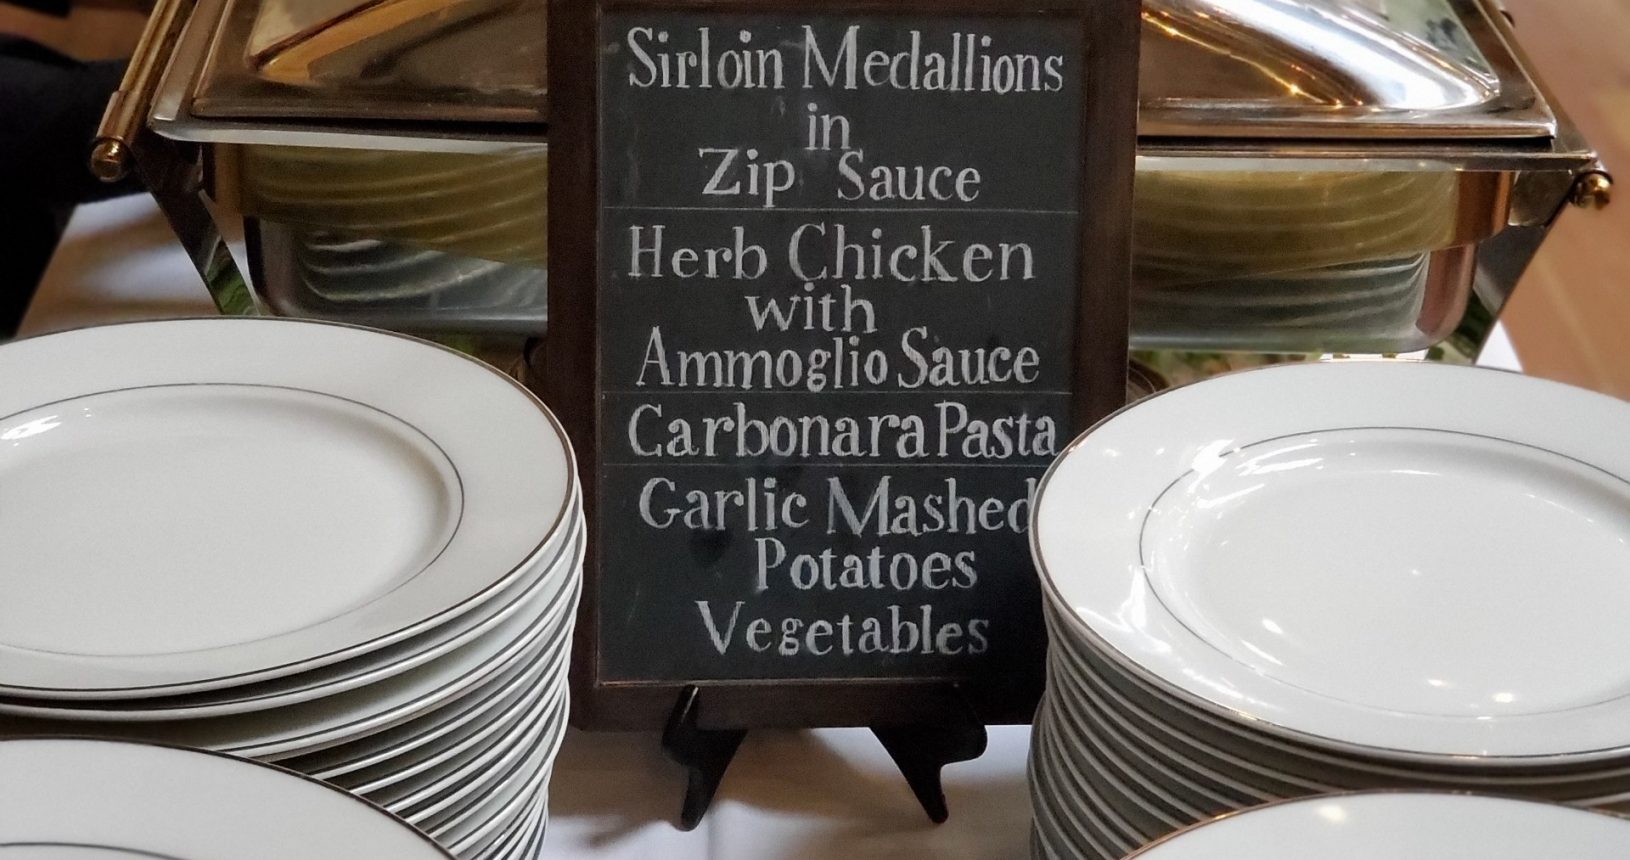 Sirloin Medallions
in
Zip Sauce
Herb Chicken
with
Ammoglio Sauce
Carbonara Pasta
Garlic Mashed
Potatoes
Vegetables